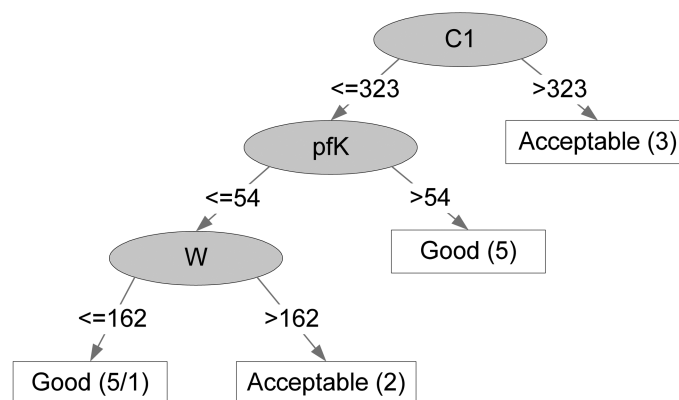 C1
<=323
>323
Acceptable (3)
pfK
<=54
>54
Good (5)
W
<=162
>162
Good (5/1)
Acceptable (2)